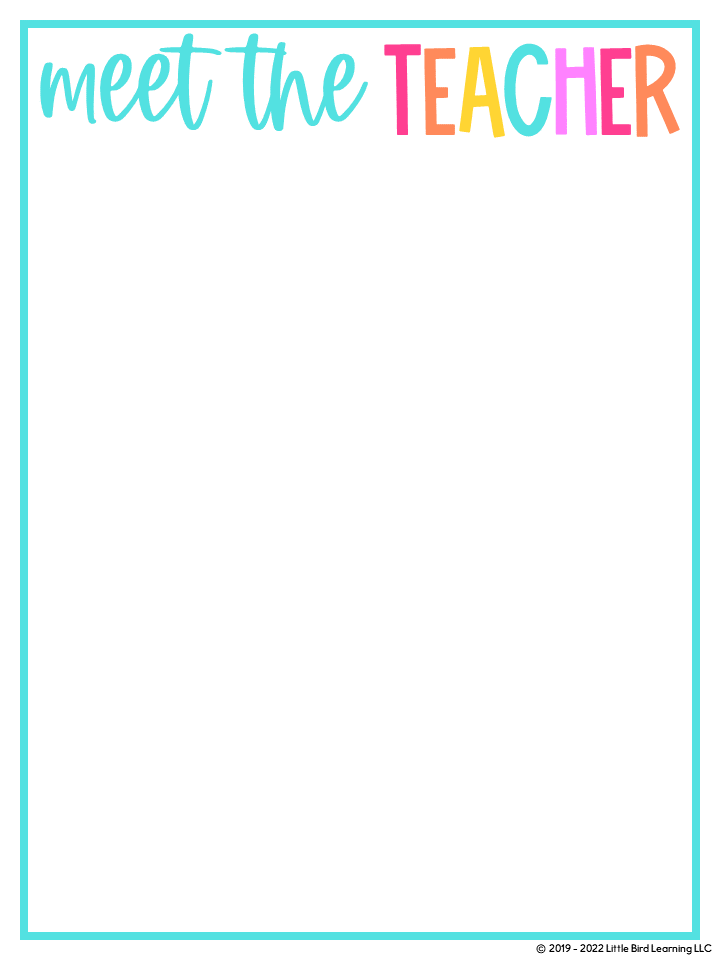 meet the TEACHER
© 2019 - 2022 Little Bird Learning LLC